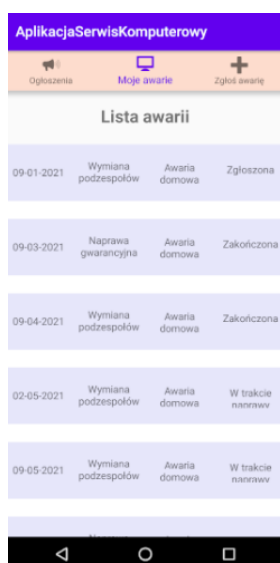 AplikacjaSerwisKomputerowy
Ogłoszenia Moje awarie Zgłoś awarię
Lista awarii
09-01-2021 Wymiana podzespołów Awaria domowa Zgłoszona
09-03-2021 Naprawa gwarancyjna Awaria domowa Zakończona
09-04-2021 Wymiana podzespołów Awaria domowa Zakończona
02-05-2021 Wymiana podzespołów Awaria domowa W trakcie naprawy
09-05-2021 Wymiana podzespołów Awaria domowa W trakcie naprawy